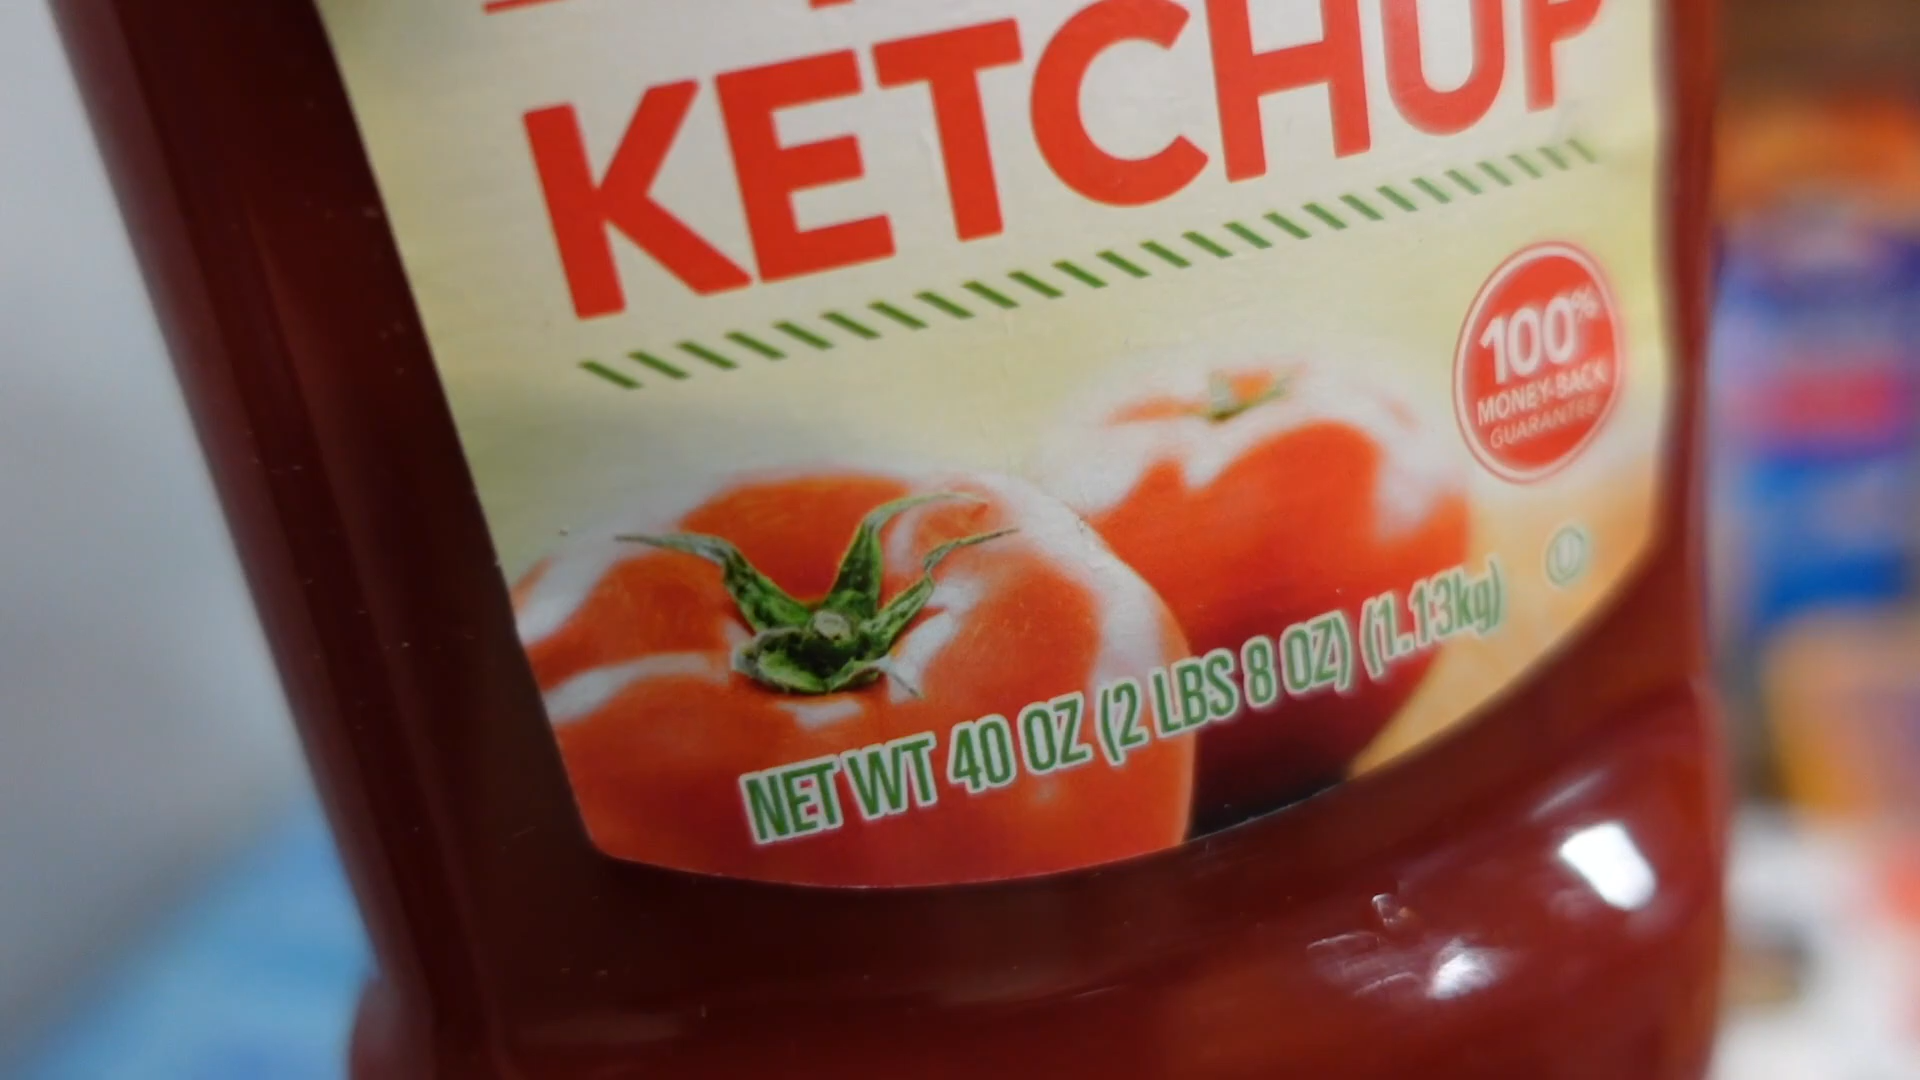 KETCHUP
100%
MONEY-BACK
GUARANTEE
NET WT 40 OZ (2 LBS 8 OZ) (1.13kg)
U